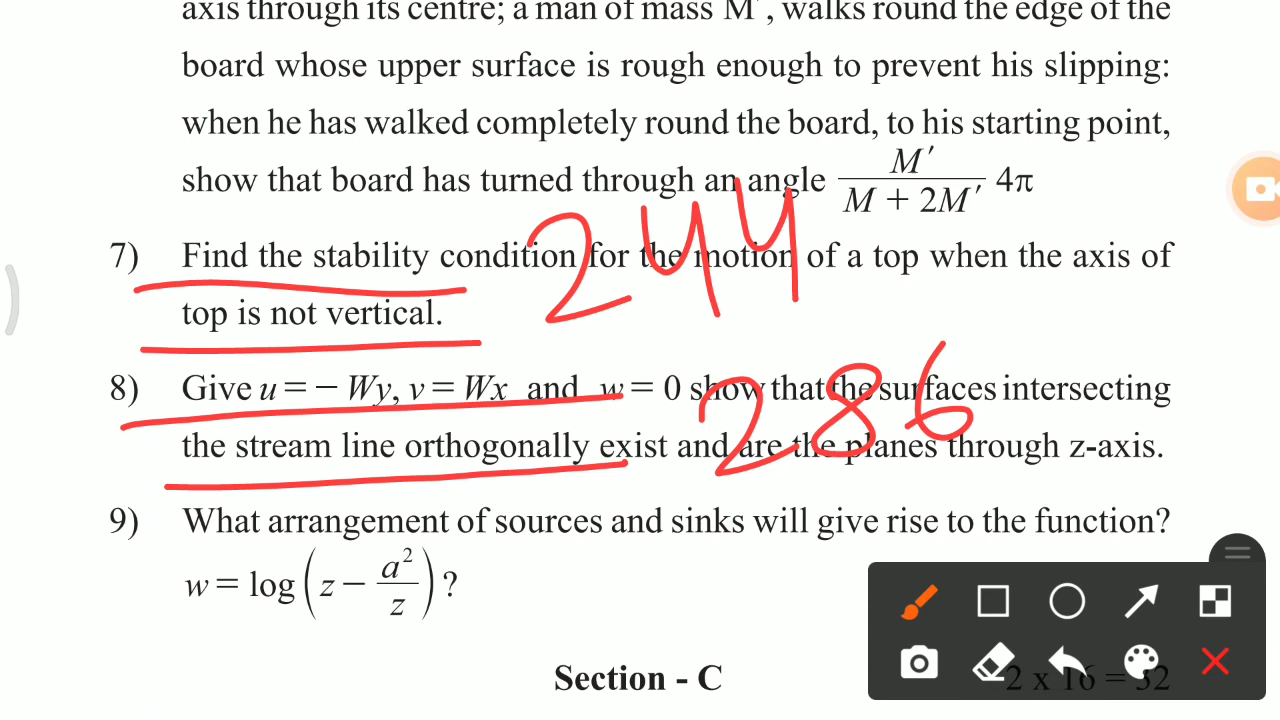 axis through its centre; a man of mass M′, walks round the edge of the
board whose upper surface is rough enough to prevent his slipping:
when he has walked completely round the board, to his starting point,
show that board has turned through an angle M′/(M + 2M′) 4π
7) Find the stability condition for the motion of a top when the axis of
top is not vertical.
244
8) Give u = – Wy, v = Wx and w = 0 show that the surfaces intersecting
the stream line orthogonally exist and are the planes through z-axis.
286
9) What arrangement of sources and sinks will give rise to the function?
w = log (z – a²/z) ?
Section - C
2 x 16 = 32